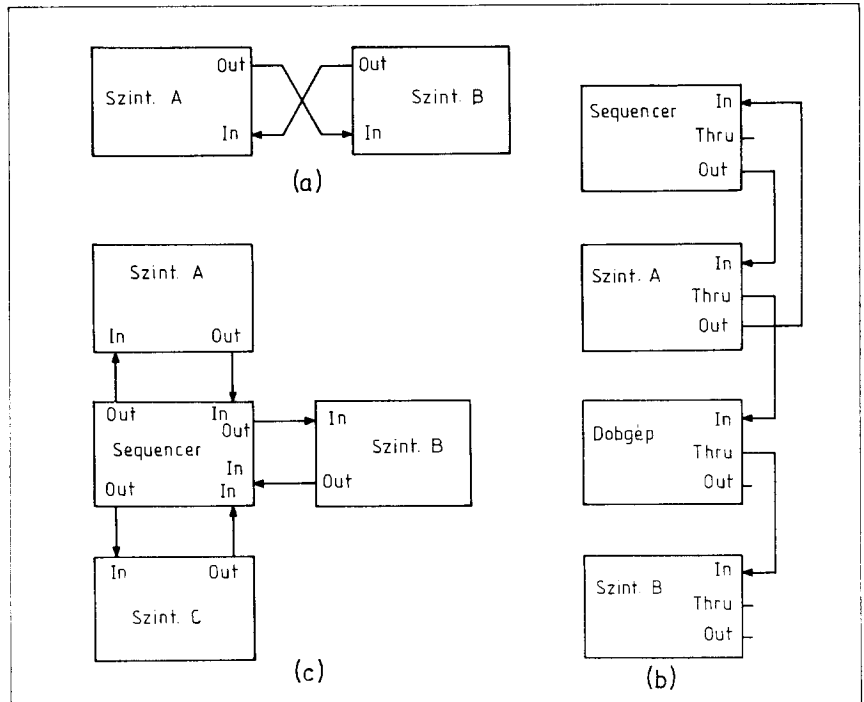 Out
Szint. A
In
Out
Szint. B
In
(a)
Szint. A
In
Out
Out
In
Out
Sequencer
In
Out
In
In
Szint. B
Out
In
Out
Szint. C
(c)
In
Sequencer
Thru
Out
In
Szint. A
Thru
Out
In
Dobgép
Thru
Out
In
Szint. B
Thru
Out
(b)